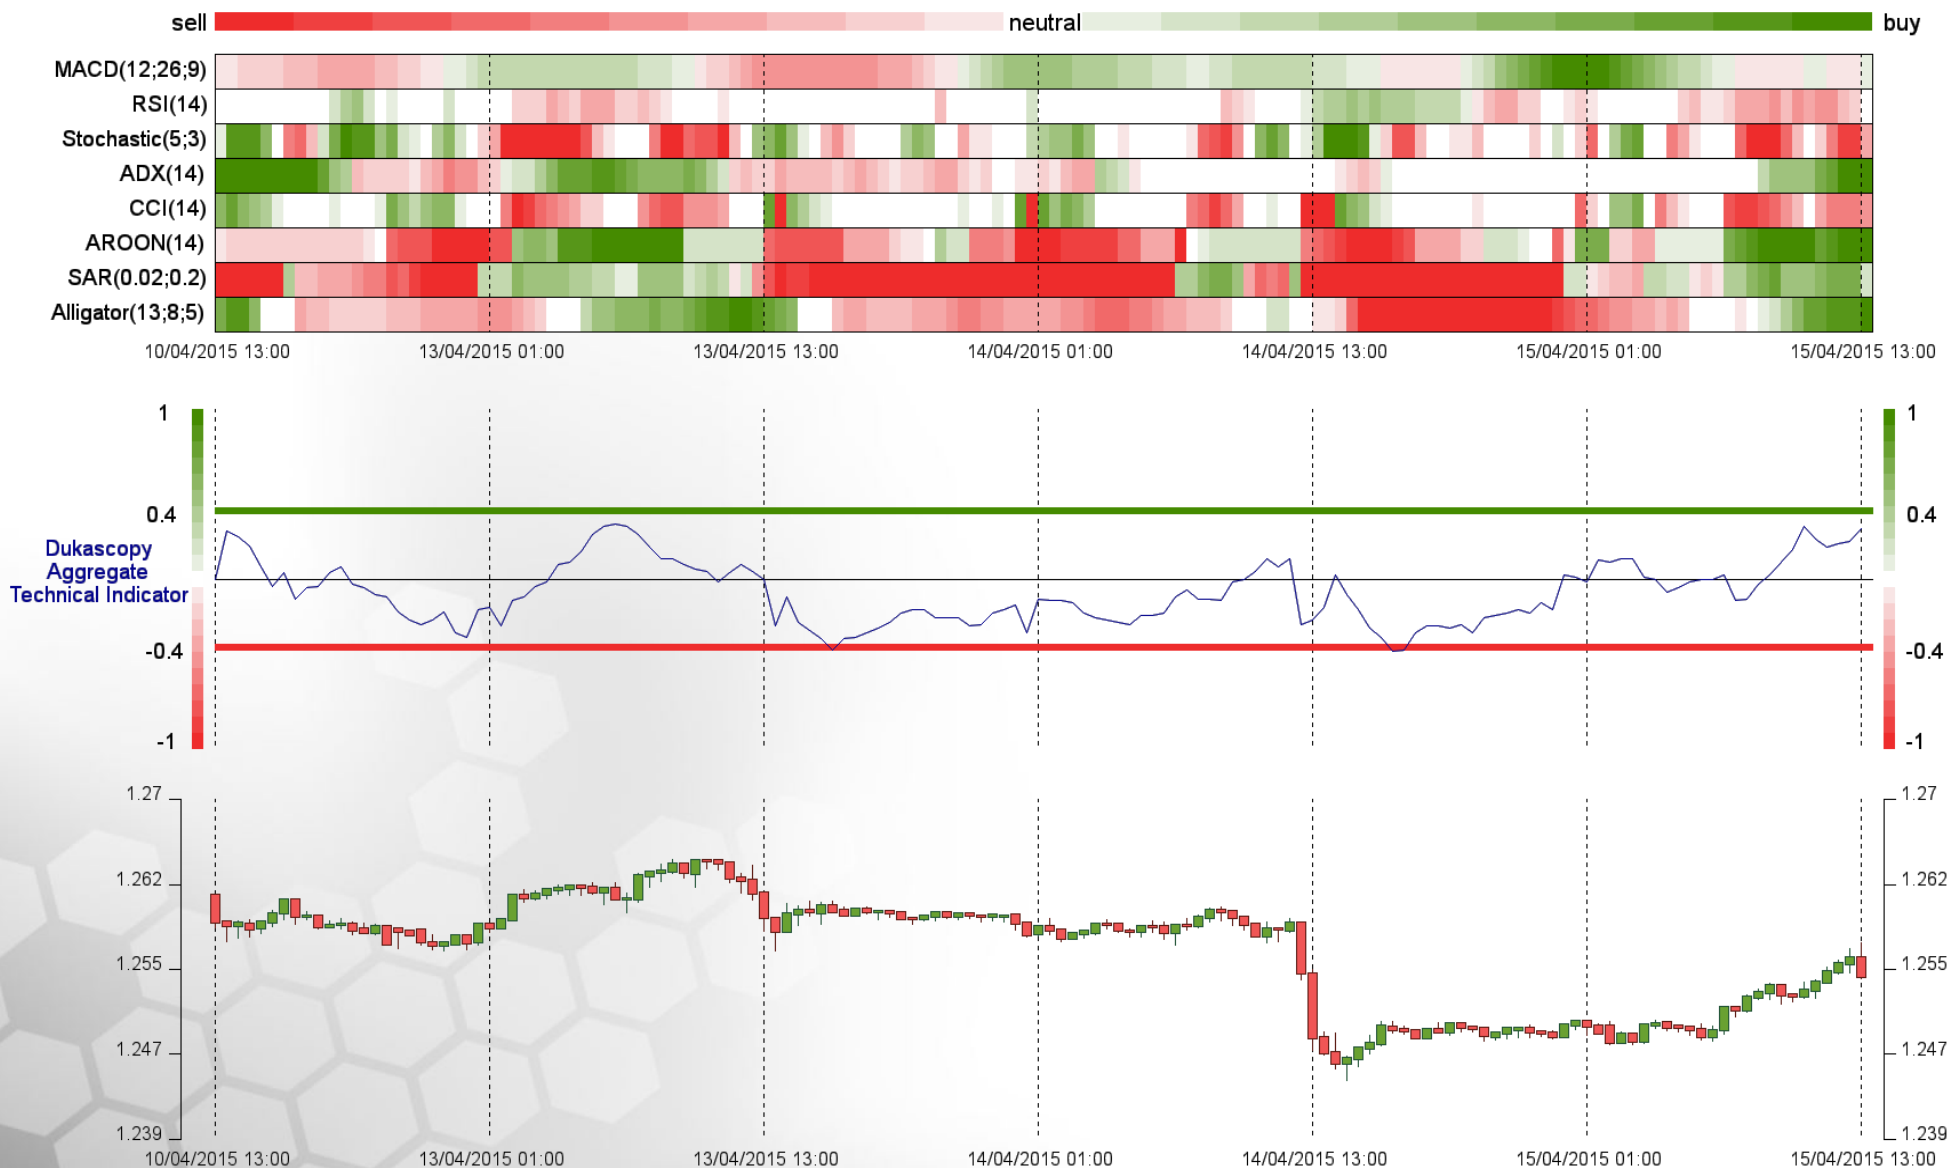 sell neutral buy
MACD(12;26;9)
RSI(14)
Stochastic(5;3)
ADX(14)
CCI(14)
AROON(14)
SAR(0.02;0.2)
Alligator(13;8;5)
10/04/2015 13:00 13/04/2015 01:00 13/04/2015 13:00 14/04/2015 01:00 14/04/2015 13:00 15/04/2015 01:00 15/04/2015 13:00
1 1
0.4 0.4
Dukascopy
Aggregate
Technical Indicator
-0.4 -0.4
-1 -1
1.27 1.27
1.262 1.262
1.255 1.255
1.247 1.247
1.239 1.239
10/04/2015 13:00 13/04/2015 01:00 13/04/2015 13:00 14/04/2015 01:00 14/04/2015 13:00 15/04/2015 01:00 15/04/2015 13:00